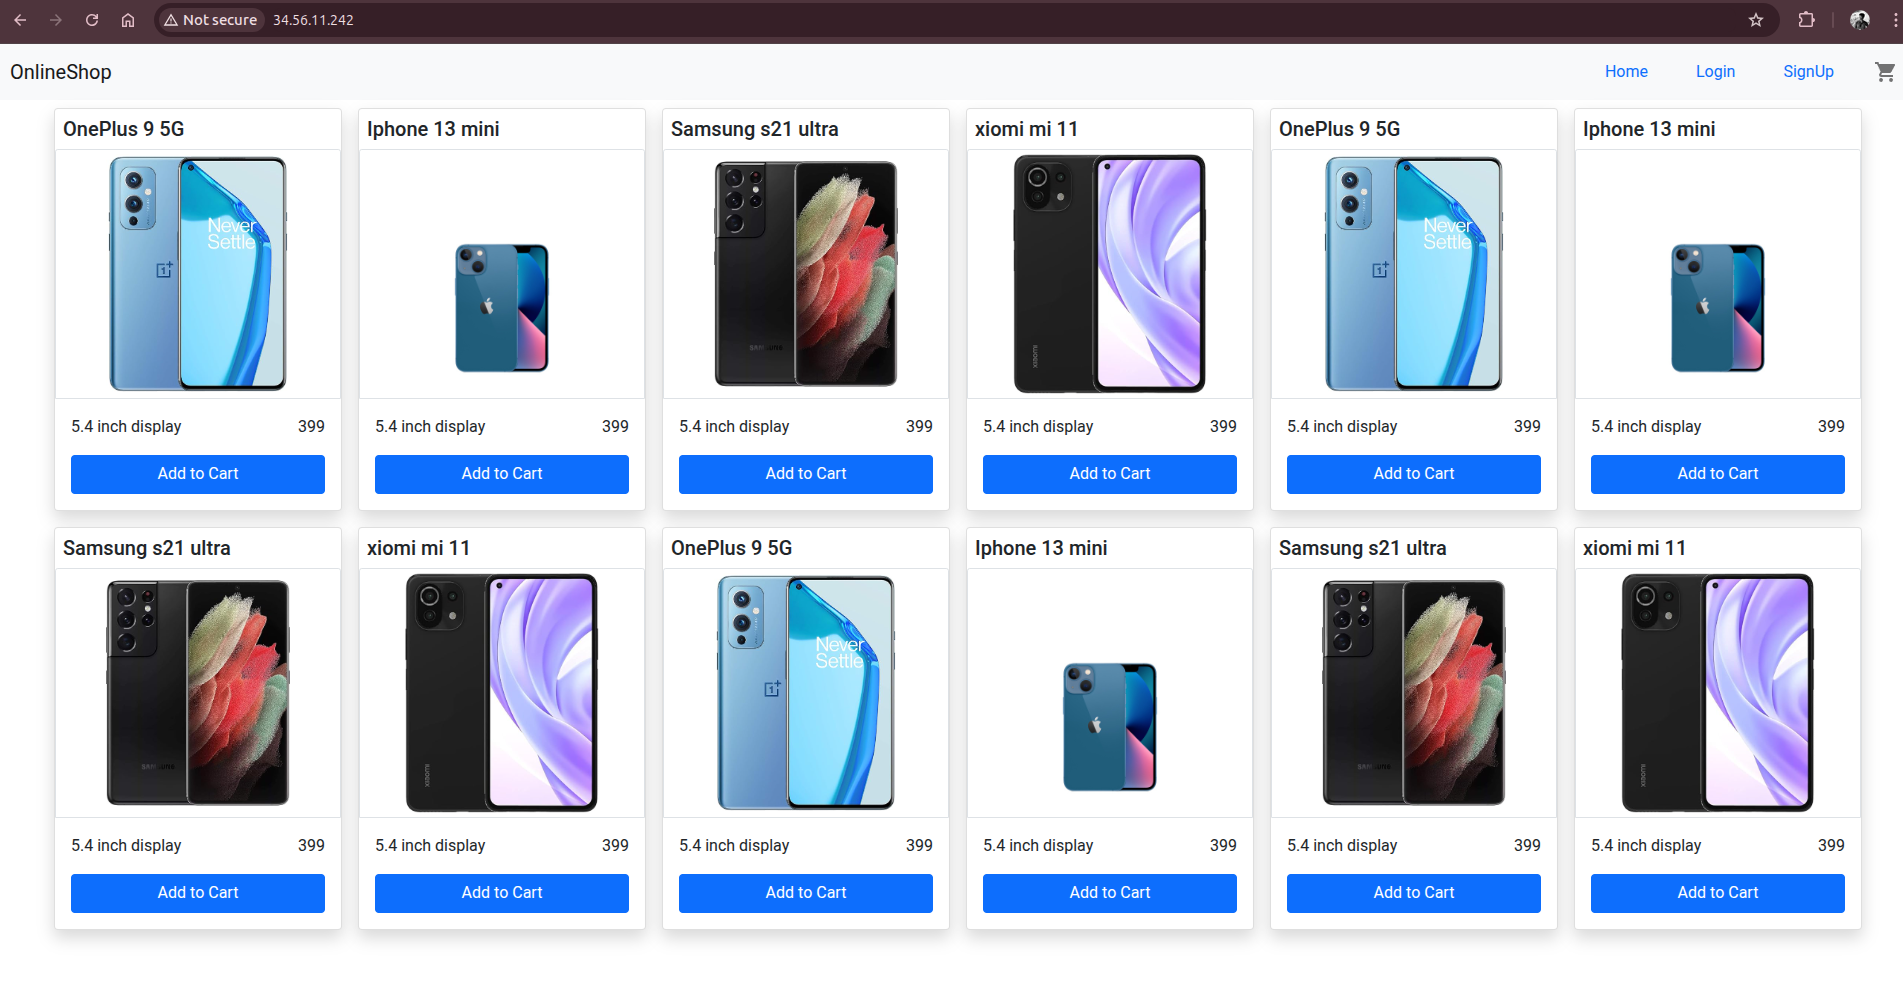 Not secure 34.56.11.242
OnlineShop Home Login SignUp
OnePlus 9 5G
Never
Settle
5.4 inch display 399
Add to Cart
Iphone 13 mini
5.4 inch display 399
Add to Cart
Samsung s21 ultra
SAMSUNG
5.4 inch display 399
Add to Cart
xiomi mi 11
XIAOMI
5.4 inch display 399
Add to Cart
OnePlus 9 5G
Never
Settle
5.4 inch display 399
Add to Cart
Iphone 13 mini
5.4 inch display 399
Add to Cart
Samsung s21 ultra
SAMSUNG
5.4 inch display 399
Add to Cart
xiomi mi 11
XIAOMI
5.4 inch display 399
Add to Cart
OnePlus 9 5G
Never
Settle
5.4 inch display 399
Add to Cart
Iphone 13 mini
5.4 inch display 399
Add to Cart
Samsung s21 ultra
SAMSUNG
5.4 inch display 399
Add to Cart
xiomi mi 11
XIAOMI
5.4 inch display 399
Add to Cart